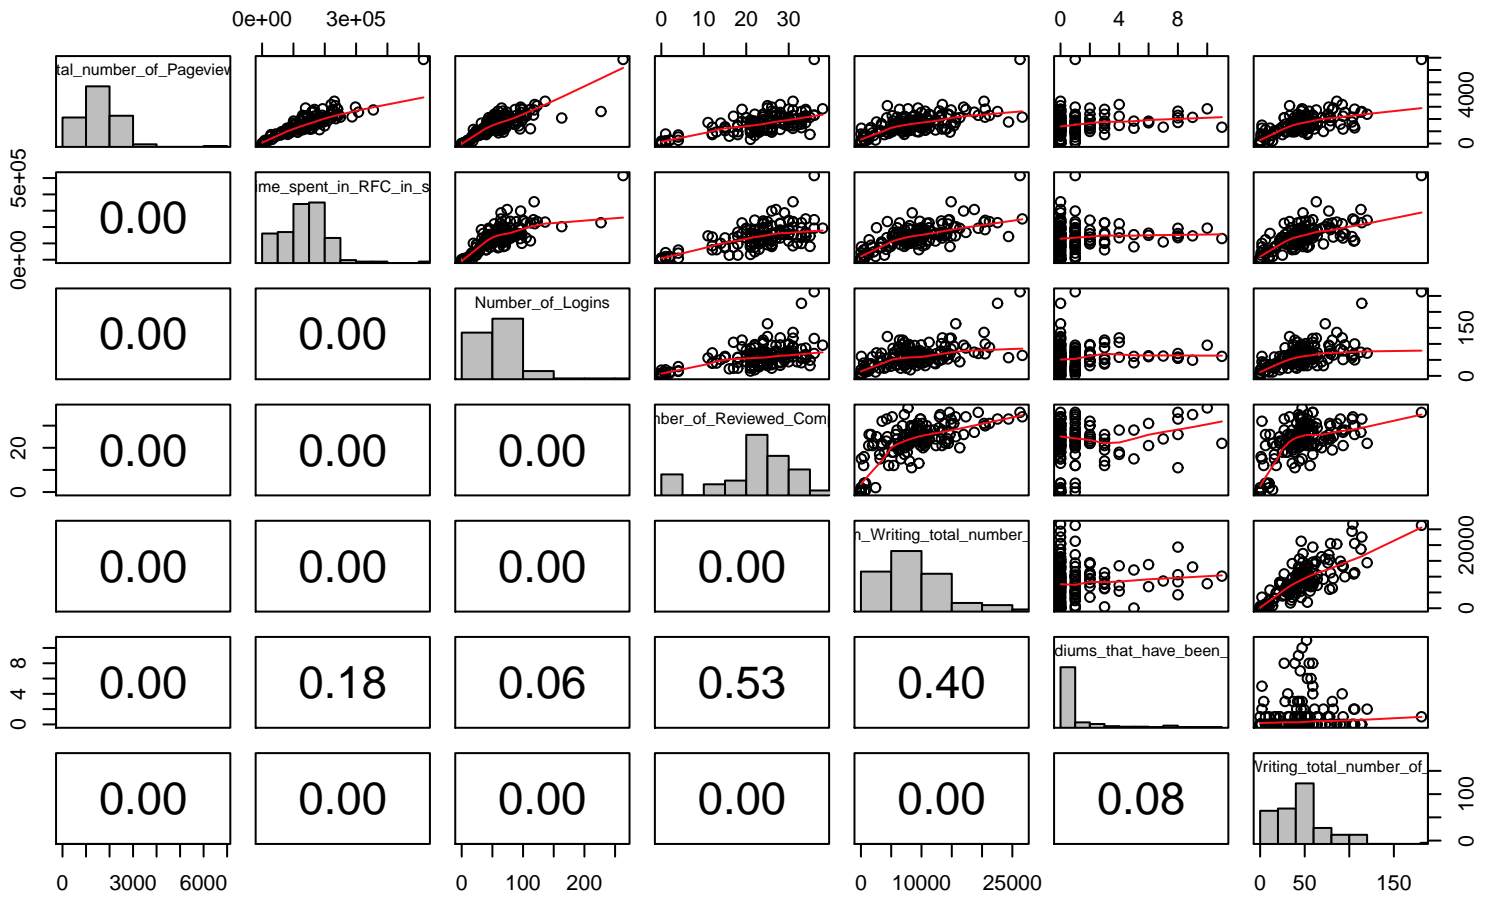 0e+00 3e+05 0 10 20 30 0 4 8
tal_number_of_Pageview
0 4000
0e+00 5e+05
0.00
ime_spent_in_RFC_in_s
0.00 0.00
Number_of_Logins
0 150
0 20
0.00 0.00 0.00
nber_of_Reviewed_Comp
0.00 0.00 0.00 0.00
n_Writing_total_number_
0 20000
0 4 8
0.00 0.18 0.06 0.53 0.40
diums_that_have_been_
0.00 0.00 0.00 0.00 0.00 0.08
Writing_total_number_of_
0 100
0 3000 6000 0 100 200 0 10000 25000 0 50 150